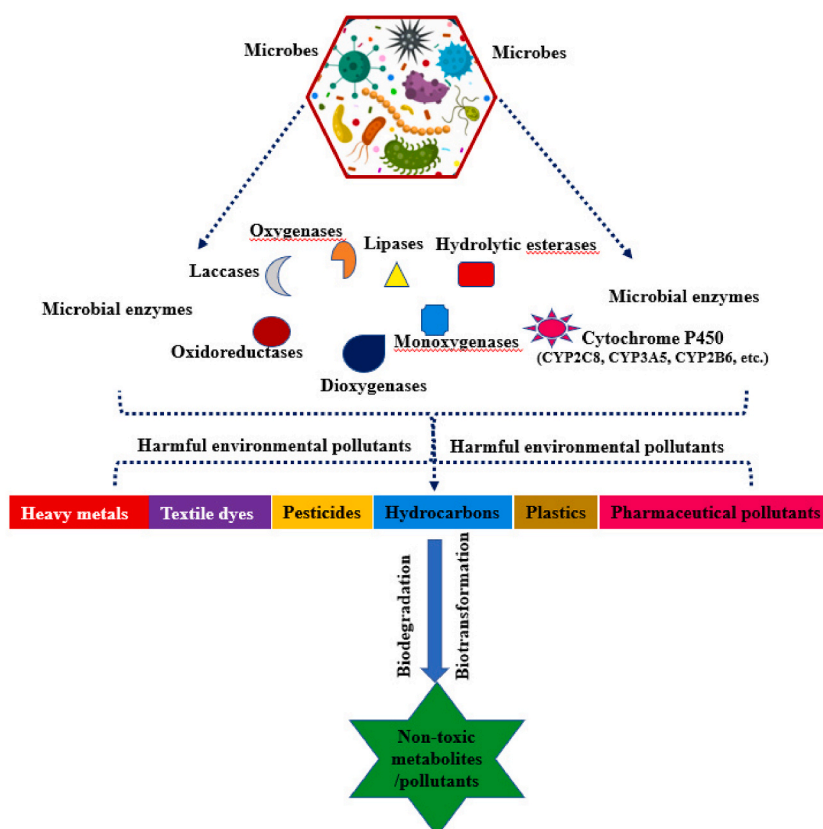 Microbes
Microbes
Oxygenases
Lipases
Hydrolytic esterases
Laccases
Microbial enzymes
Microbial enzymes
Oxidoreductases
Monoxygenases
Cytochrome P450
(CYP2C8, CYP3A5, CYP2B6, etc.)
Dioxygenases
Harmful environmental pollutants
Harmful environmental pollutants
Heavy metals
Textile dyes
Pesticides
Hydrocarbons
Plastics
Pharmaceutical pollutants
Biodegradation
Biotransformation
Non-toxic
metabolites
/pollutants